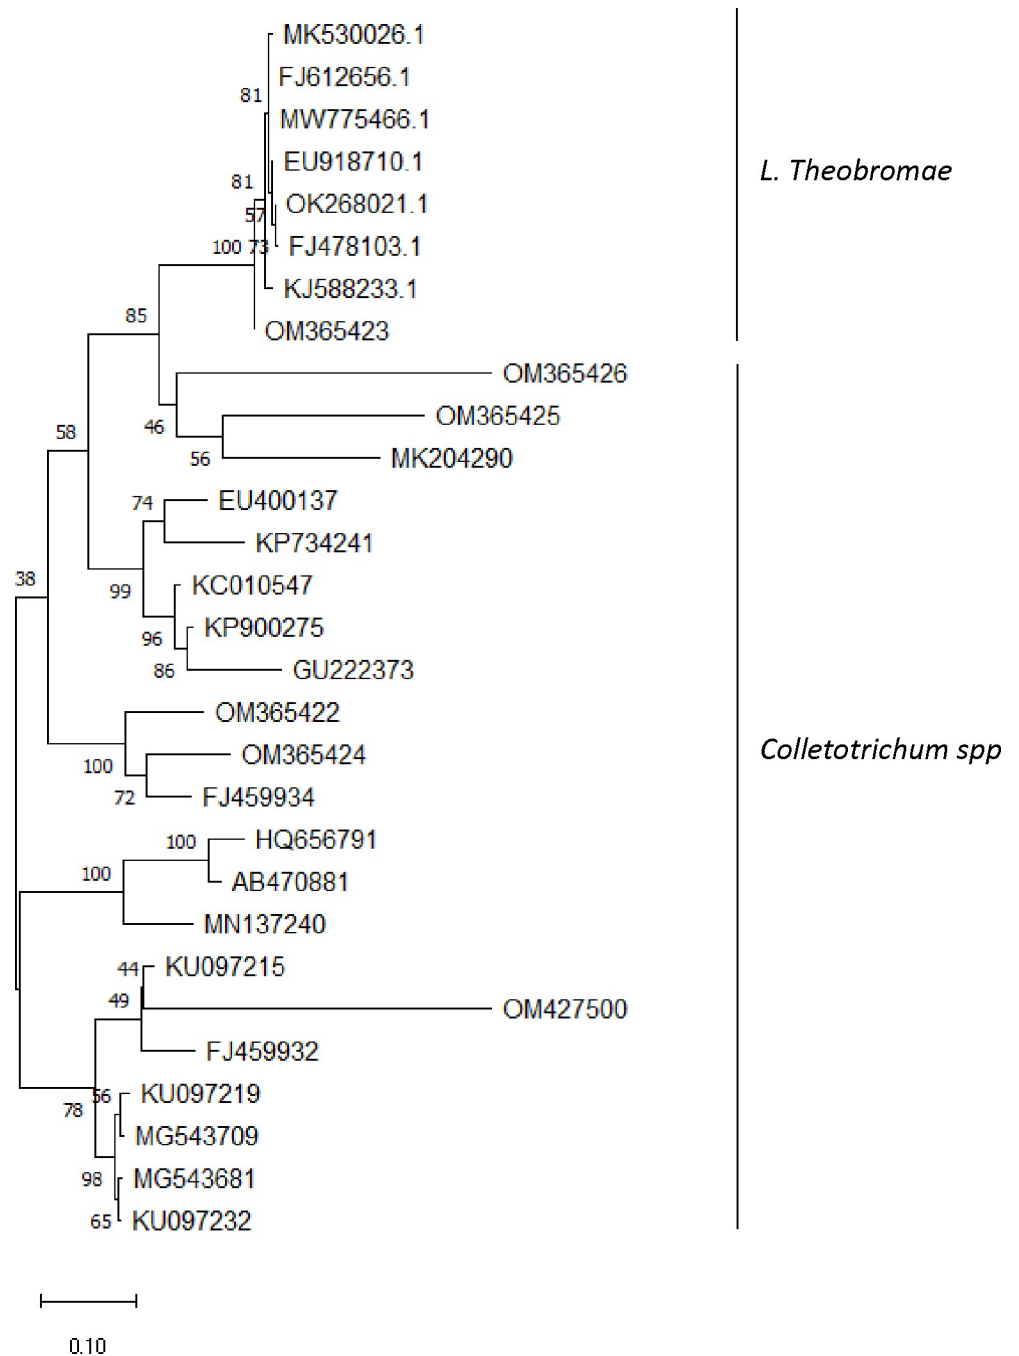 MK530026.1
FJ612656.1
81
MW775466.1
EU918710.1
L. Theobromae
81
OK268021.1
57
FJ478103.1
100 73
KJ588233.1
85
OM365423
OM365426
OM365425
46
58
MK204290
56
EU400137
74
KP734241
38
KC010547
99
KP900275
96
GU222373
86
OM365422
OM365424
Colletotrichum spp
100
FJ459934
72
HQ656791
100
AB470881
100
MN137240
KU097215
44
49
OM427500
FJ459932
KU097219
56
78
MG543709
MG543681
98
KU097232
65
0.10